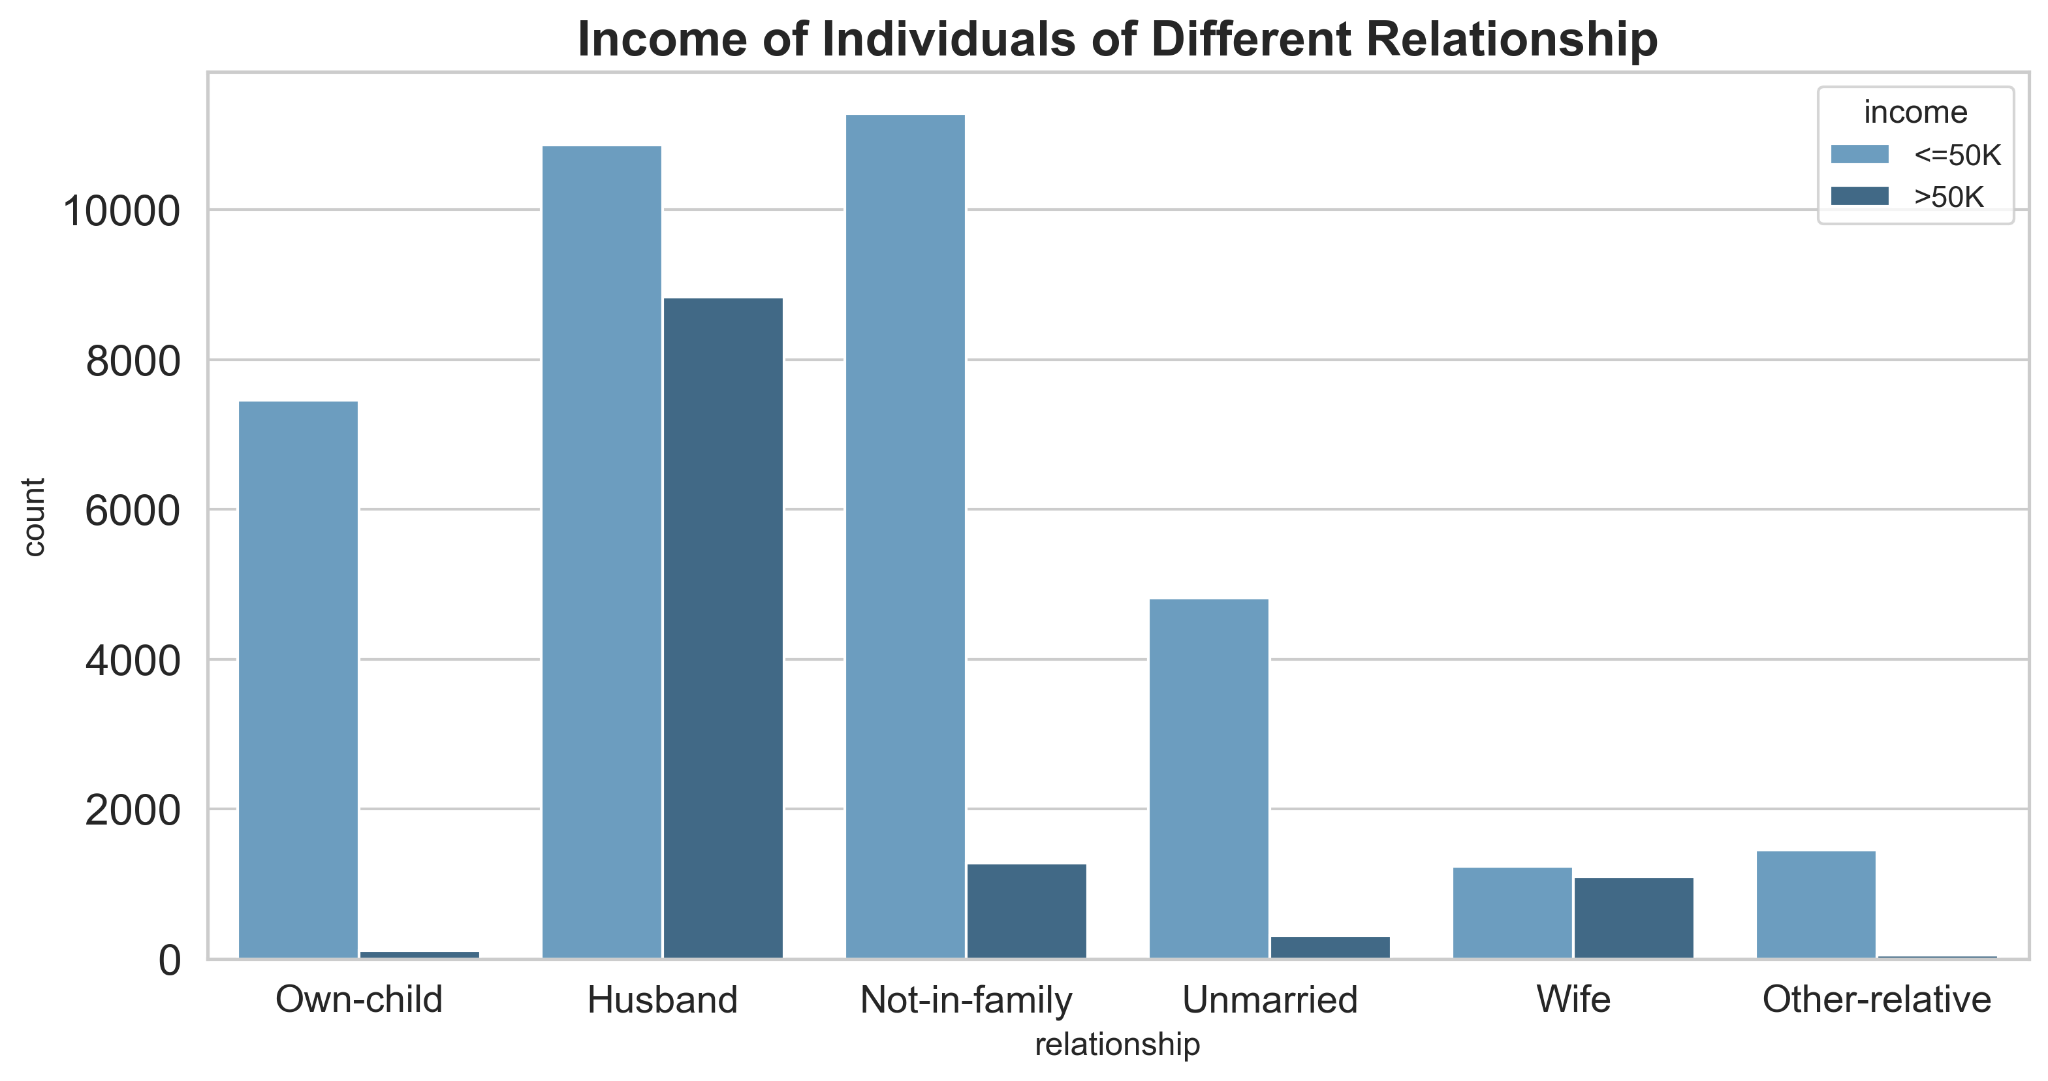 Income of Individuals of Different Relationship
income
<=50K
>50K
10000
8000
6000
4000
2000
0
count
Own-child
Husband
Not-in-family
Unmarried
Wife
Other-relative
relationship